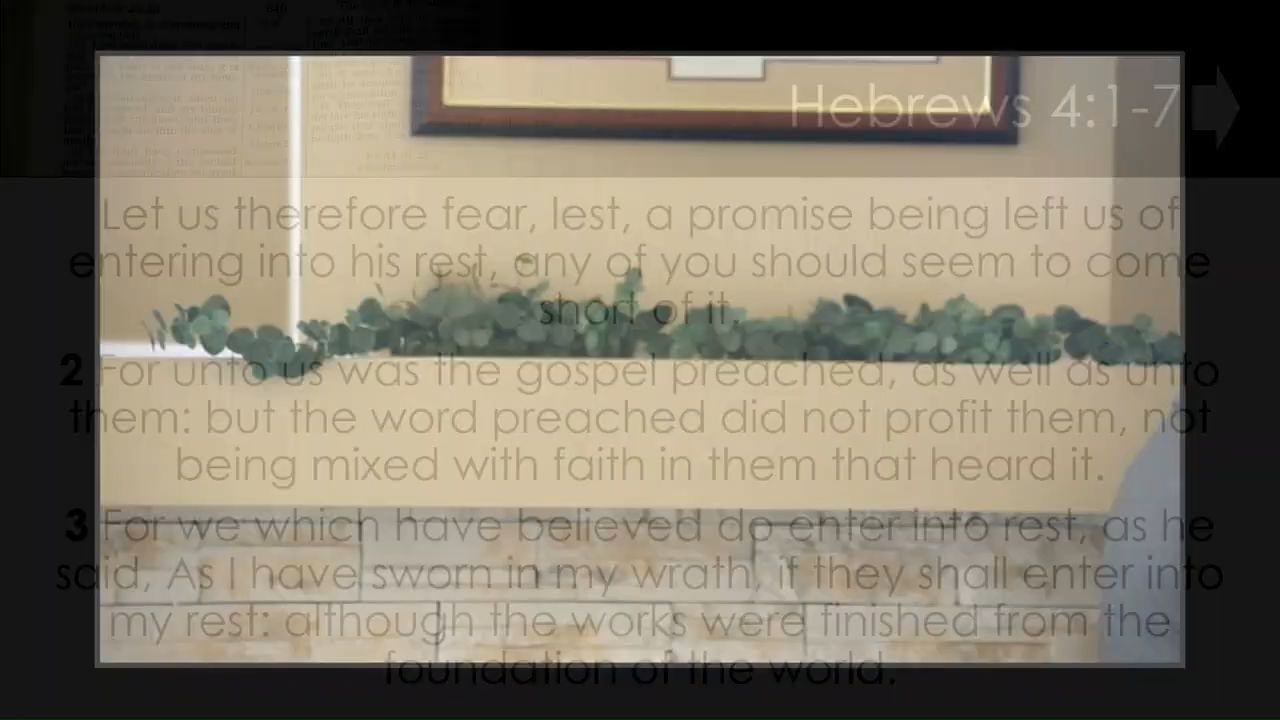 Hebrews 4:1-7
Let us therefore fear, lest, a promise being left us of
entering into his rest, any of you should seem to come
short of it.
2 For unto us was the gospel preached, as well as unto
them: but the word preached did not profit them, not
being mixed with faith in them that heard it.
3 For we which have believed do enter into rest, as he
said, As I have sworn in my wrath, if they shall enter into
my rest: although the works were finished from the
foundation of the world.